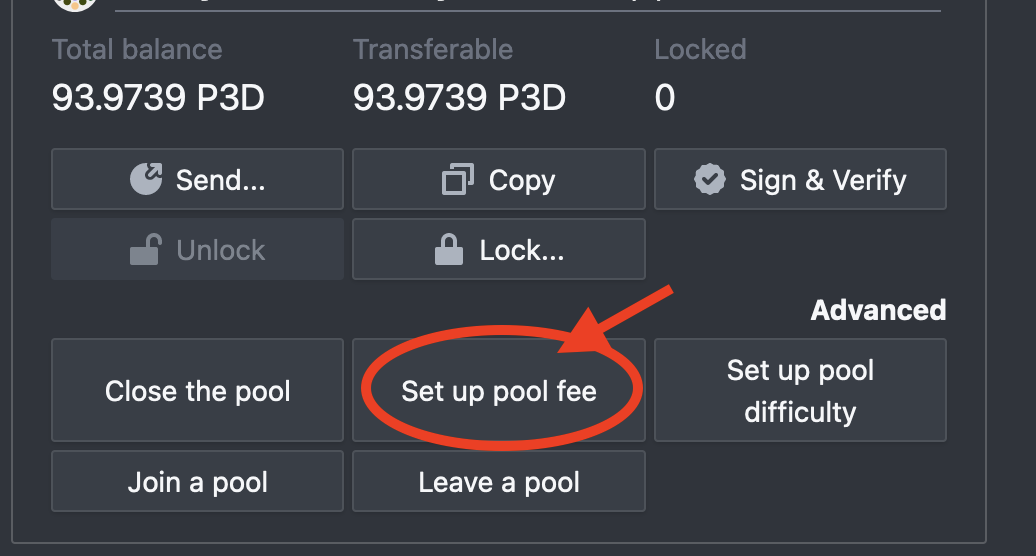 Total balance
Transferable
Locked
93.9739 P3D
93.9739 P3D
0
Send...
Copy
Sign & Verify
Unlock
Lock...
Advanced
Close the pool
Set up pool fee
Set up pool
difficulty
Join a pool
Leave a pool